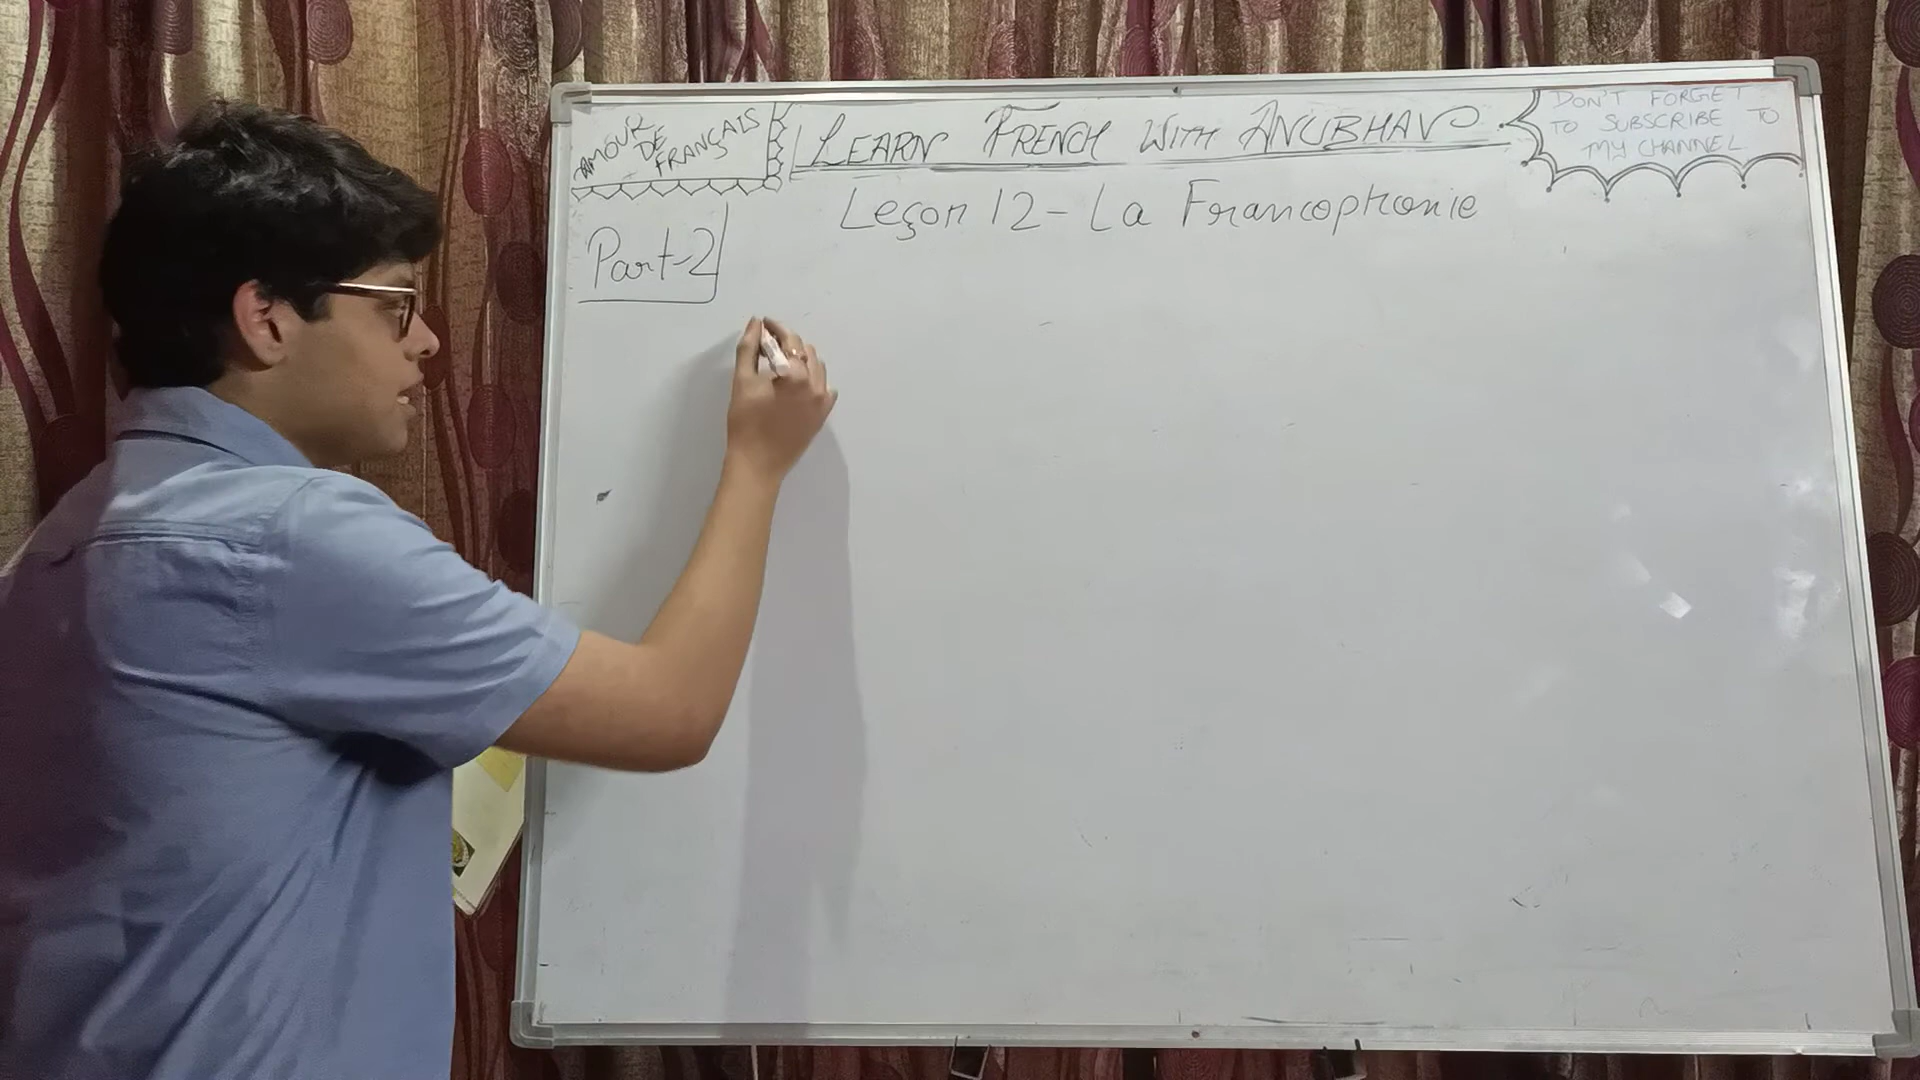 AMOUR
DE
FRANÇAIS
LEARN FRENCH WITH ANUBHAV
DON'T FORGET
TO SUBSCRIBE TO
MY CHANNEL
Leçon 12 - La Francophonie
Part-2